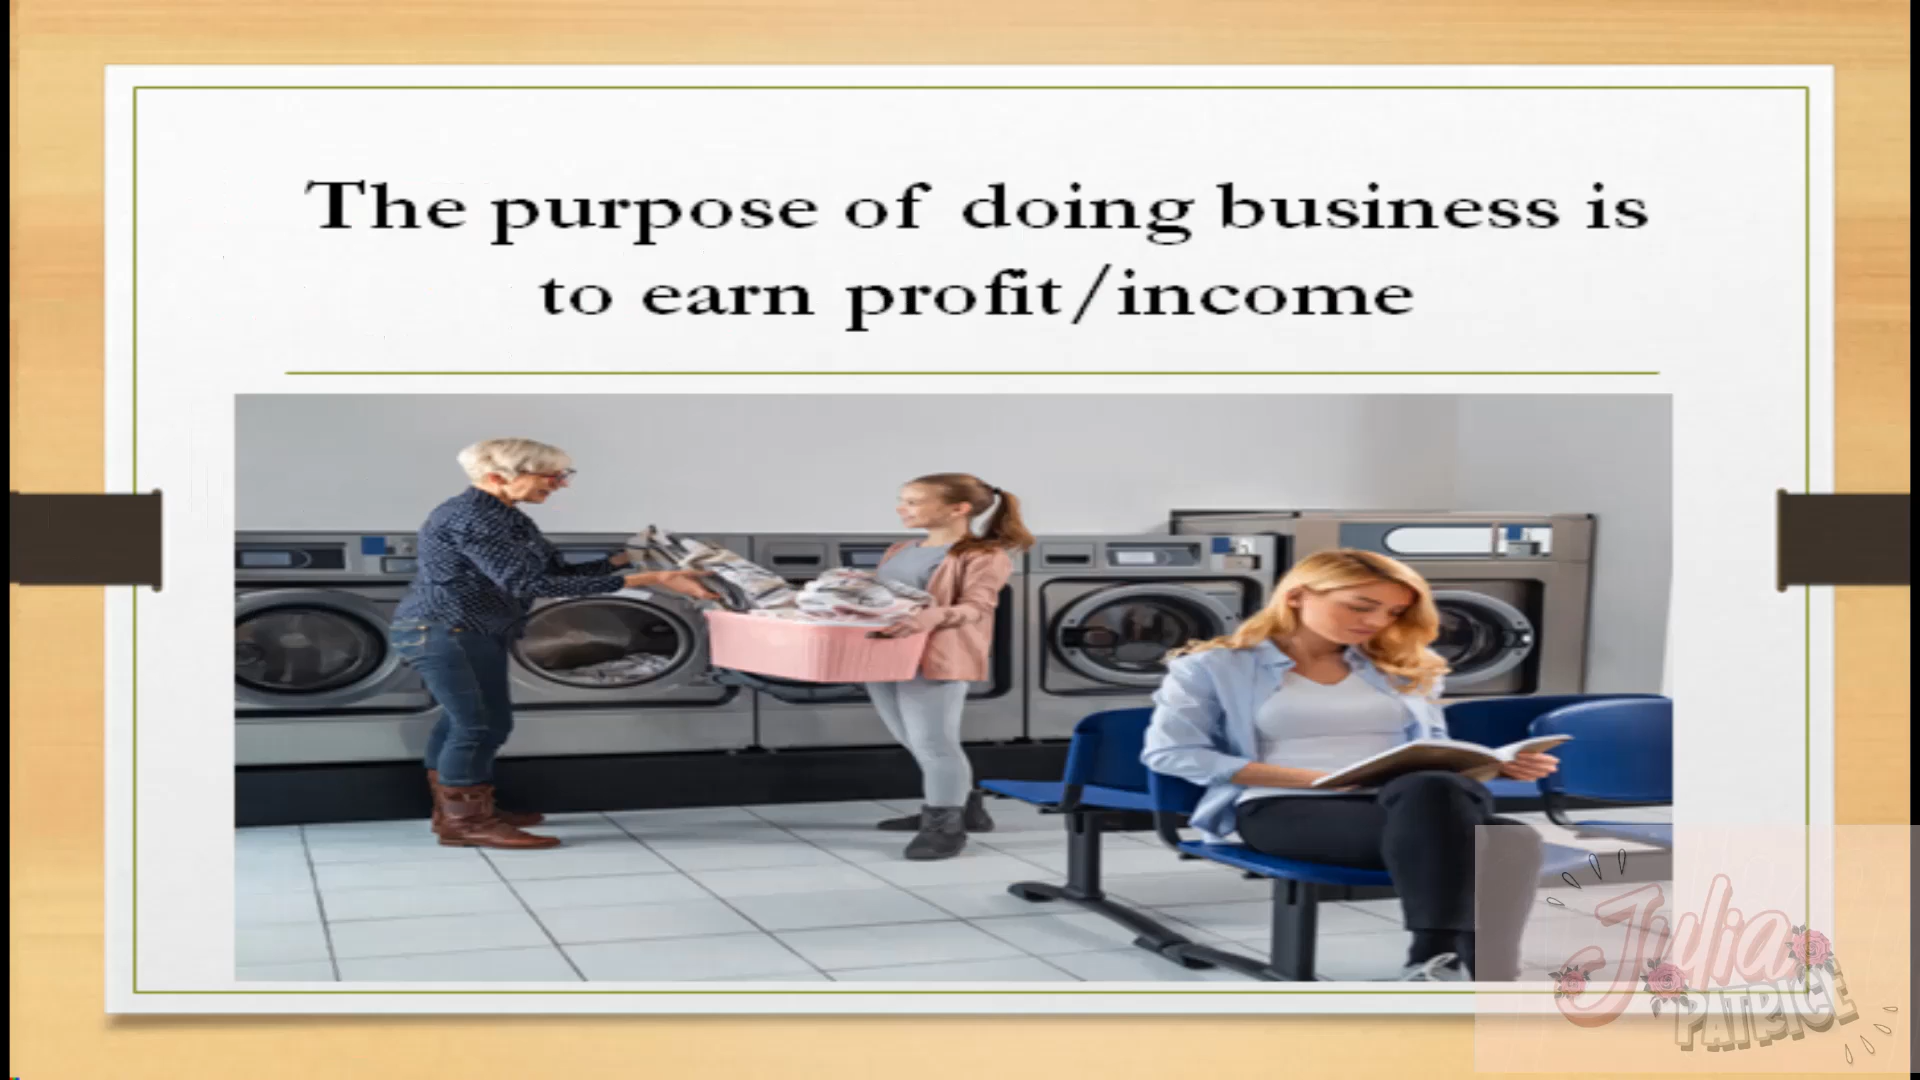 The purpose of doing business is
to earn profit/income
Julia
PATRICE